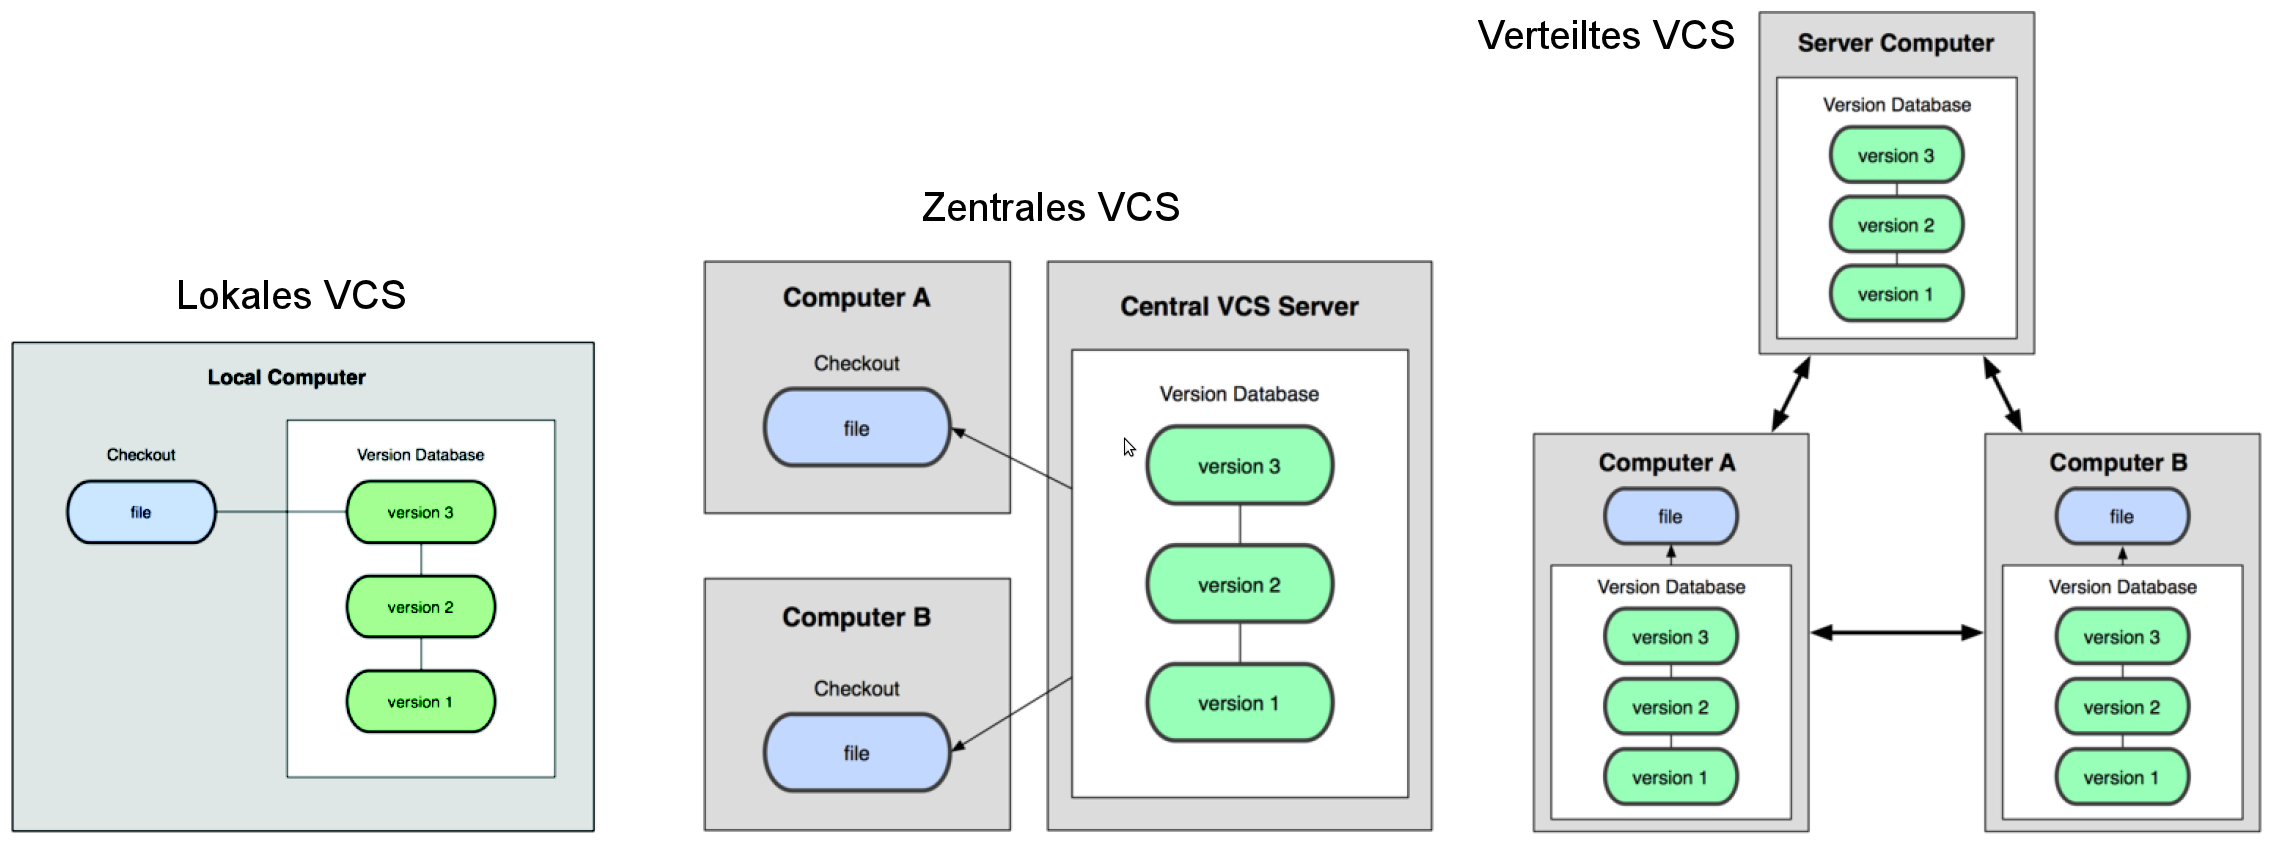 Lokales VCS
Local Computer
Checkout
file
Version Database
version 3
version 2
version 1
Zentrales VCS
Computer A
Checkout
file
Computer B
Checkout
file
Central VCS Server
Version Database
version 3
version 2
version 1
Verteiltes VCS
Server Computer
Version Database
version 3
version 2
version 1
Computer A
file
Version Database
version 3
version 2
version 1
Computer B
file
Version Database
version 3
version 2
version 1